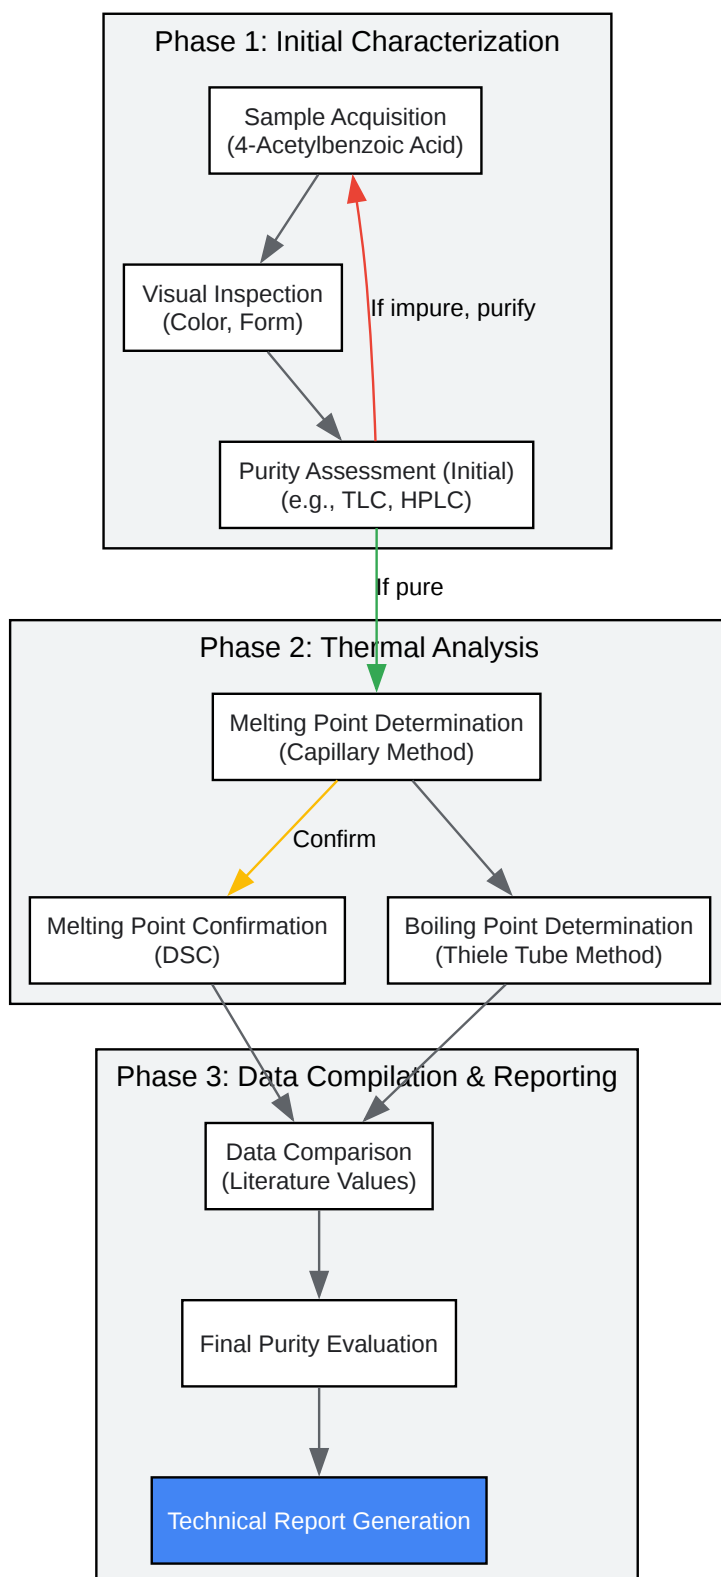 Phase 1: Initial Characterization
Sample Acquisition
(4-Acetylbenzoic Acid)
Visual Inspection
(Color, Form)
If impure, purify
Purity Assessment (Initial)
(e.g., TLC, HPLC)
If pure
Phase 2: Thermal Analysis
Melting Point Determination
(Capillary Method)
Confirm
Melting Point Confirmation
(DSC)
Boiling Point Determination
(Thiele Tube Method)
Phase 3: Data Compilation & Reporting
Data Comparison
(Literature Values)
Final Purity Evaluation
Technical Report Generation